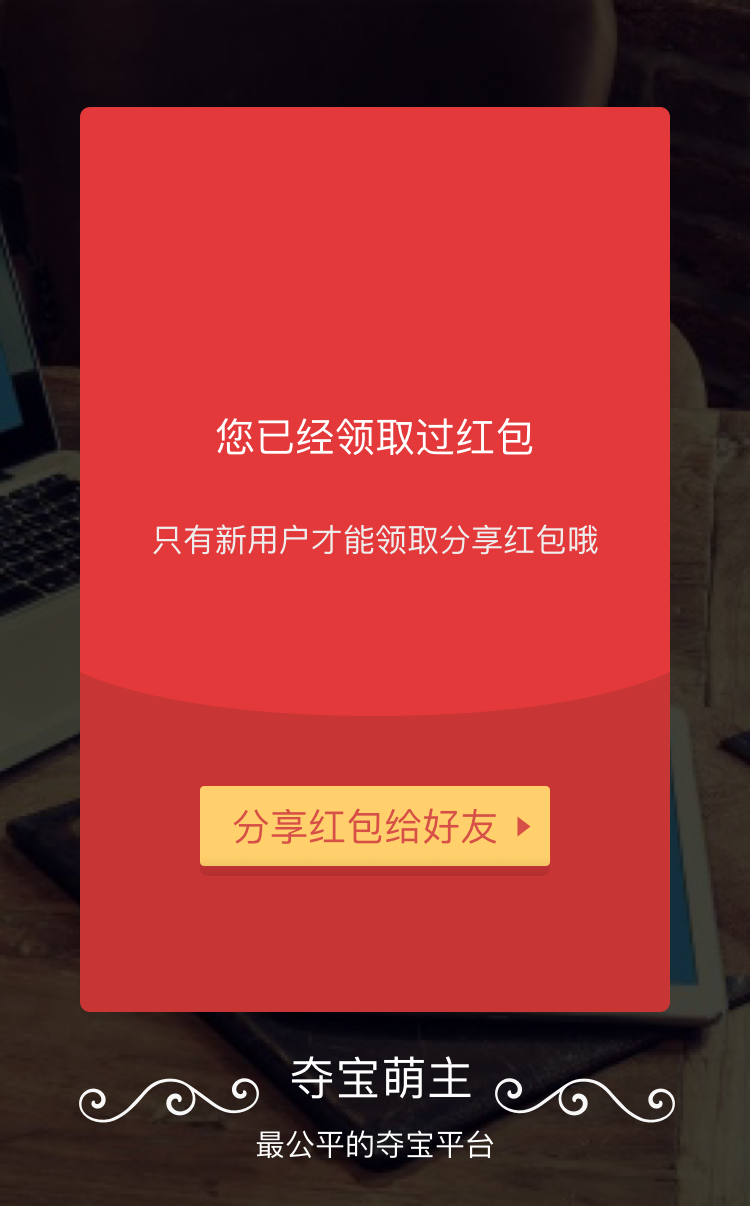 您已经领取过红包
只有新用户才能领取分享红包哦
分享红包给好友
夺宝萌主
最公平的夺宝平台